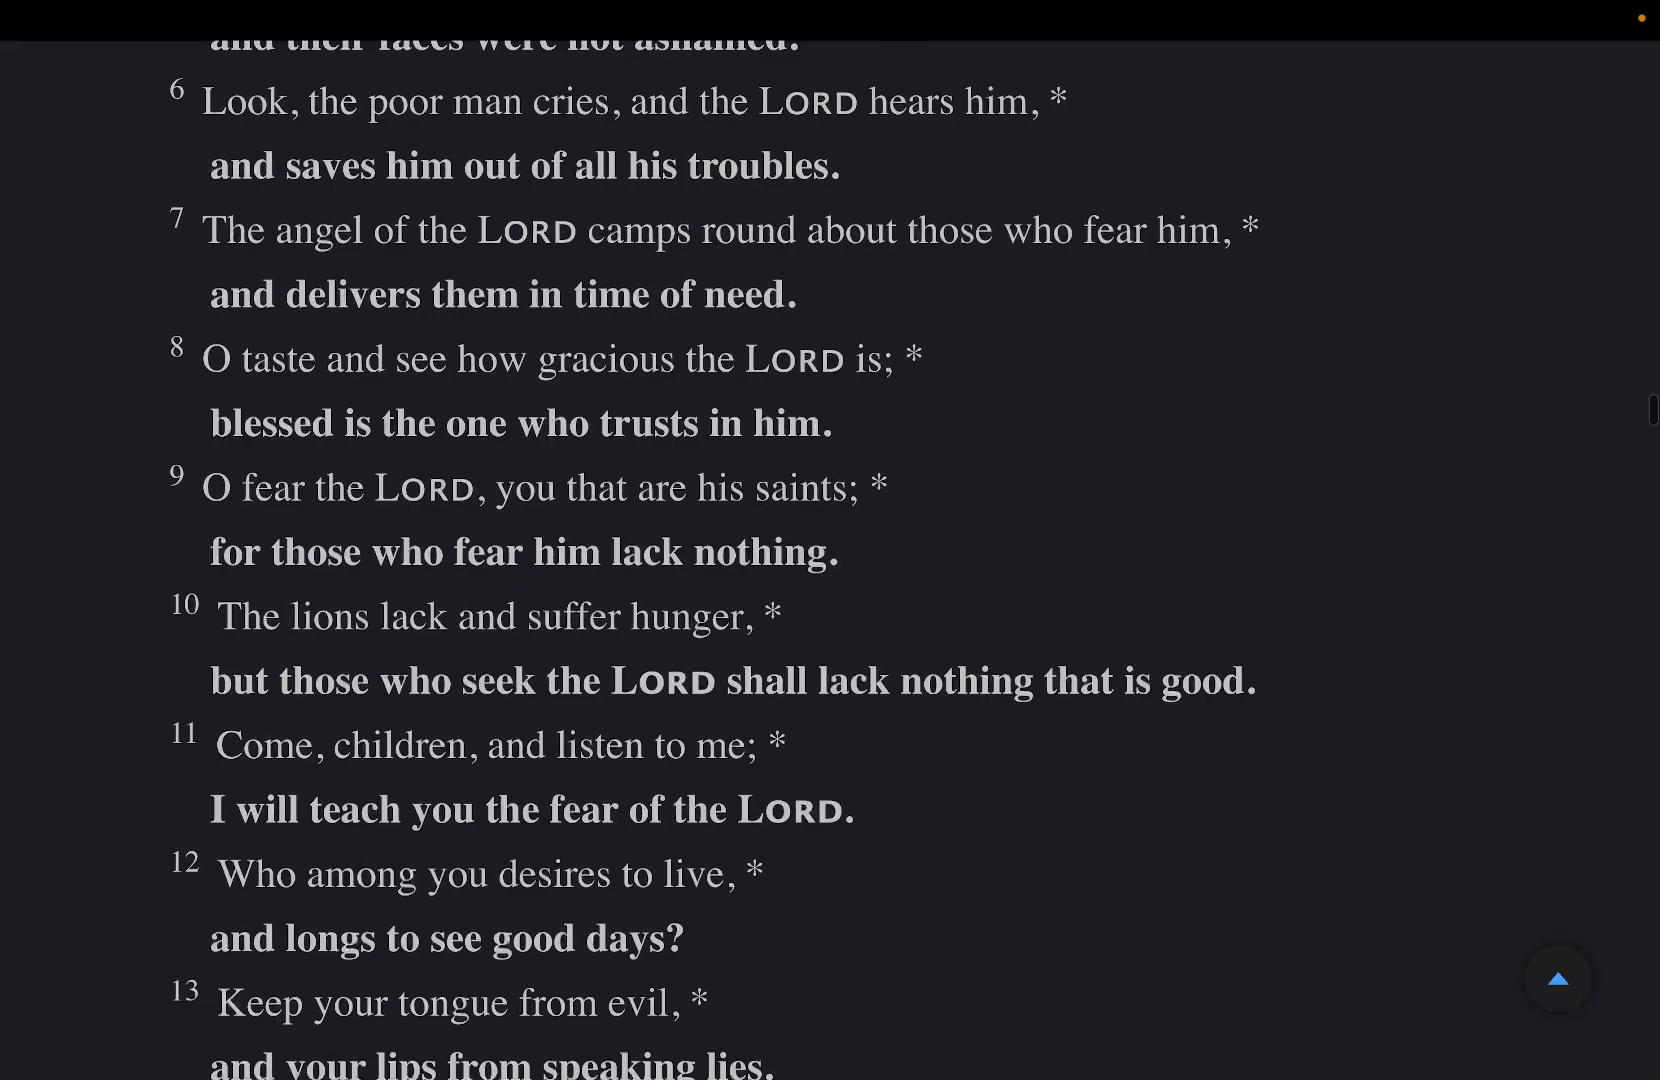 and their faces were not ashamed.
6 Look, the poor man cries, and the LORD hears him, *
and saves him out of all his troubles.
7 The angel of the LORD camps round about those who fear him, *
and delivers them in time of need.
8 O taste and see how gracious the LORD is; *
blessed is the one who trusts in him.
9 O fear the LORD, you that are his saints; *
for those who fear him lack nothing.
10 The lions lack and suffer hunger, *
but those who seek the LORD shall lack nothing that is good.
11 Come, children, and listen to me; *
I will teach you the fear of the LORD.
12 Who among you desires to live, *
and longs to see good days?
13 Keep your tongue from evil, *
and your lips from speaking lies.